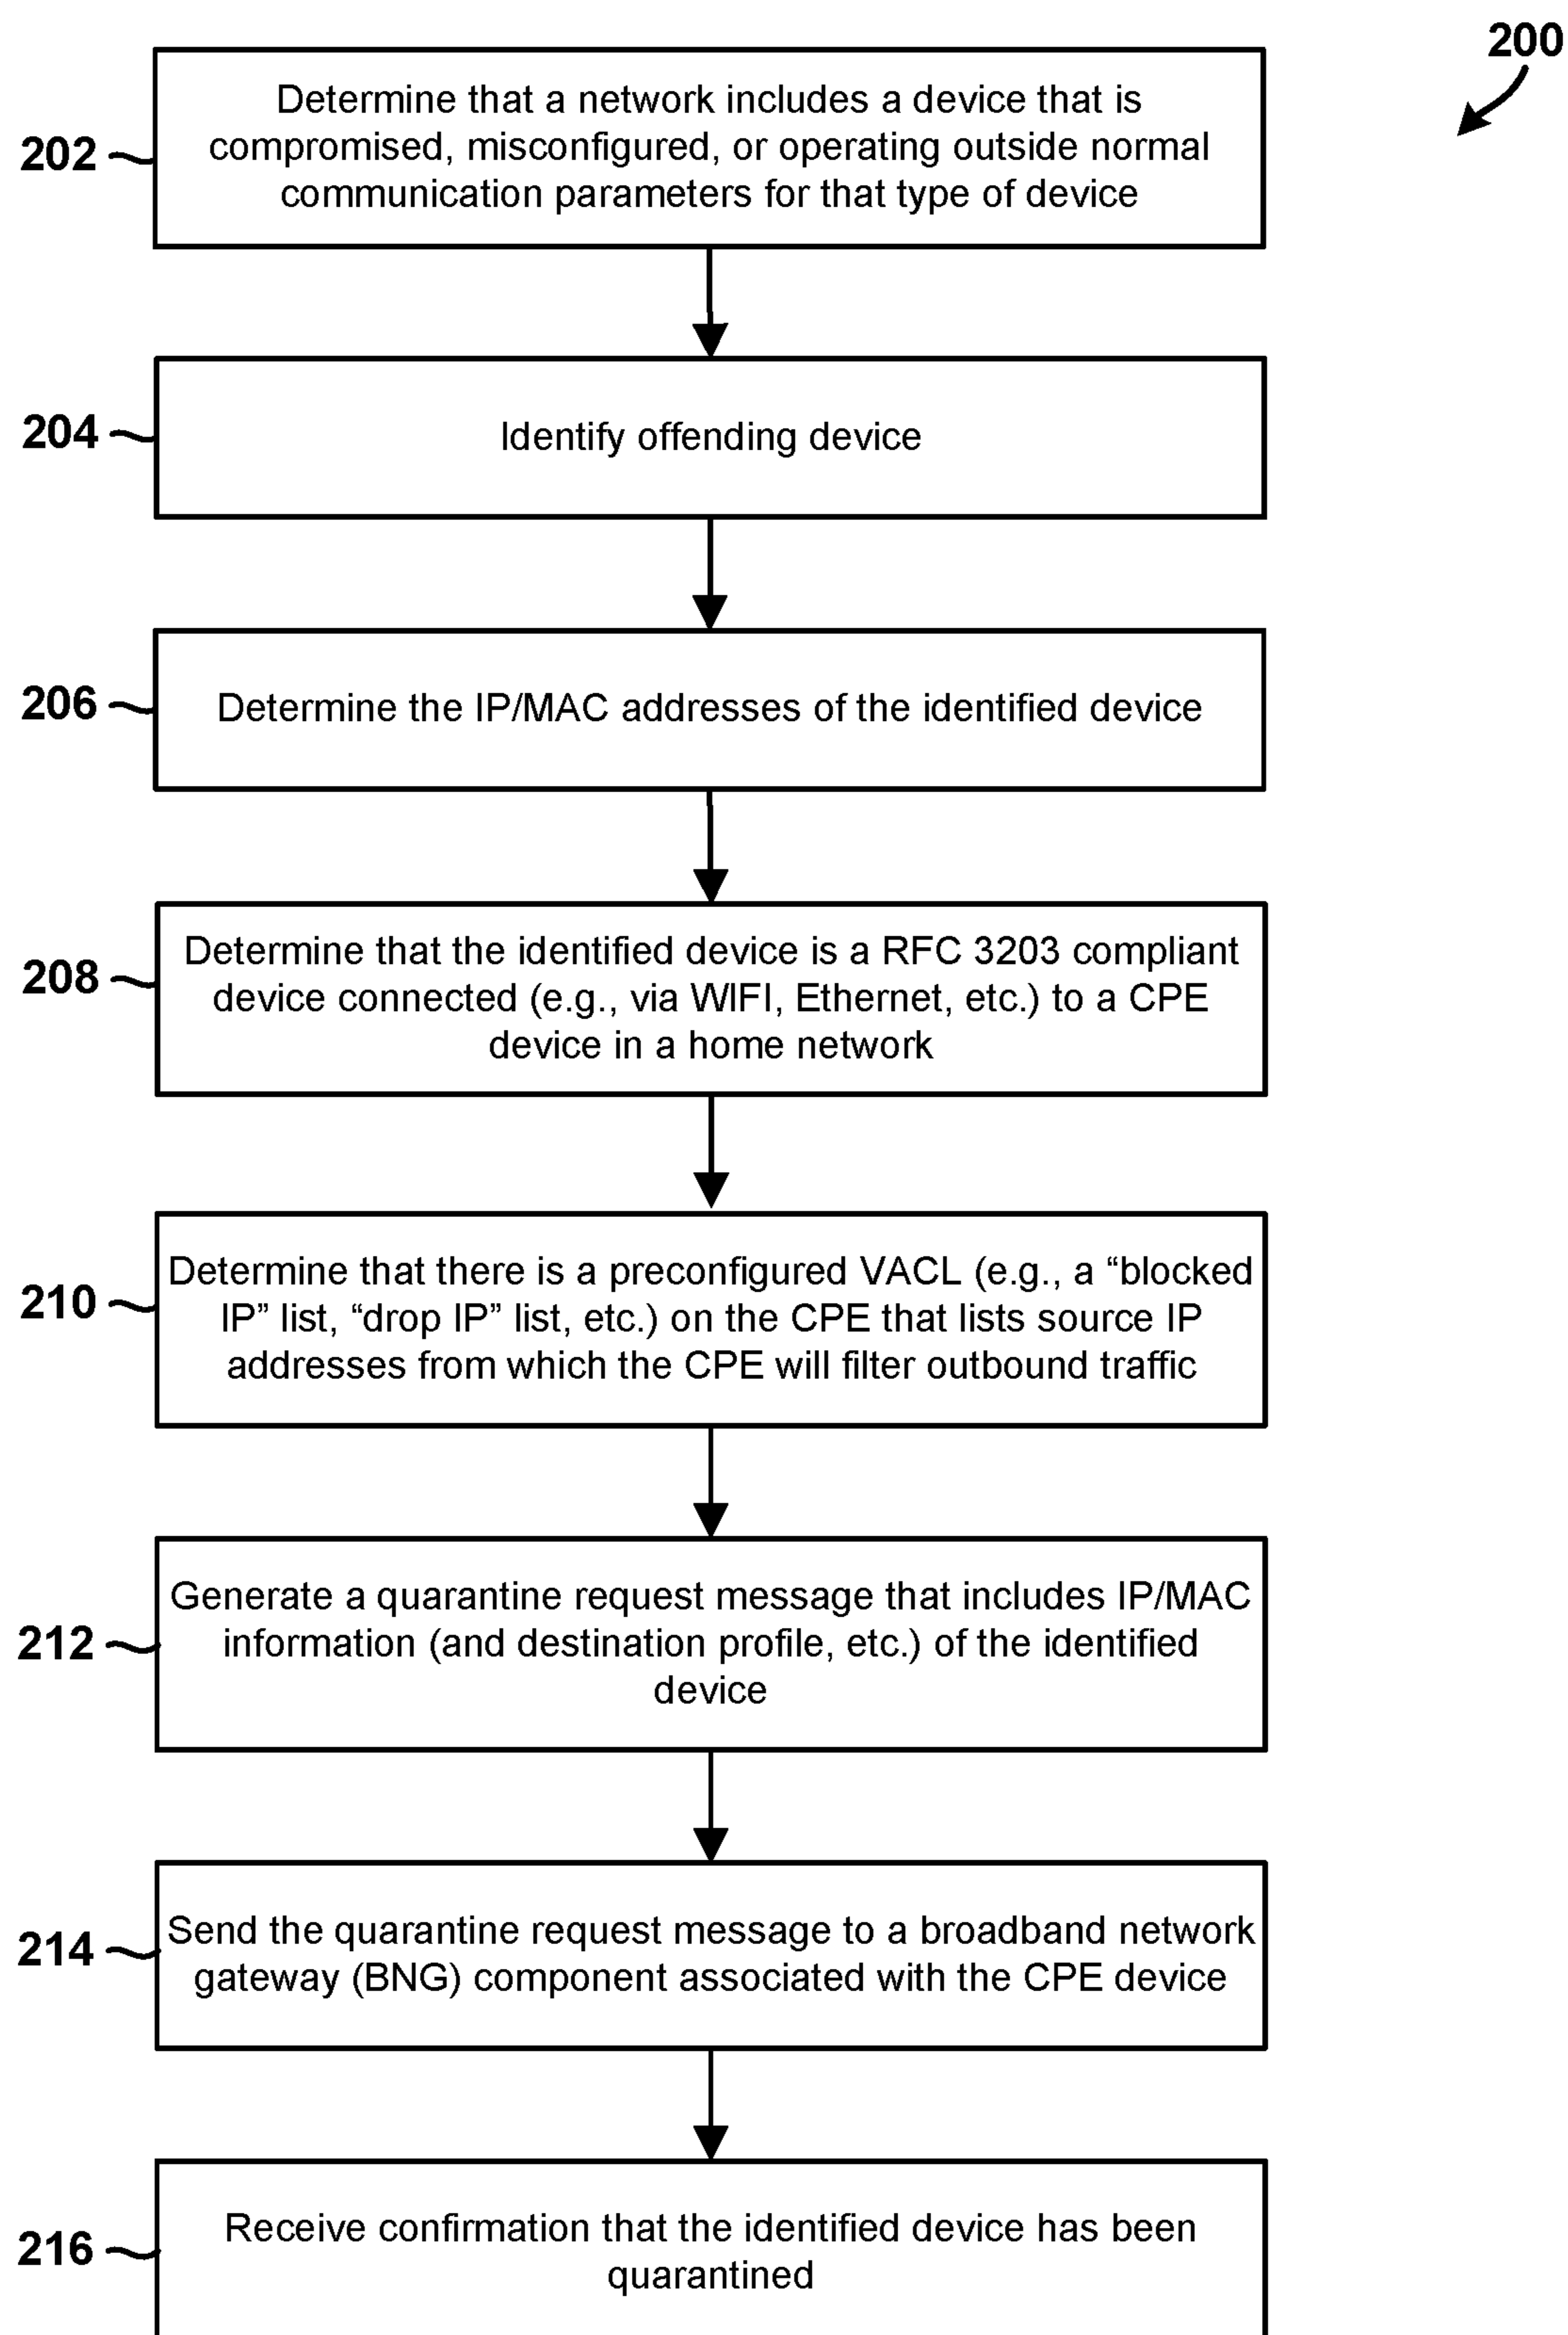 200
Determine that a network includes a device that is
compromised, misconfigured, or operating outside normal
communication parameters for that type of device
202
Identify offending device
204
Determine the IP/MAC addresses of the identified device
206
Determine that the identified device is a RFC 3203 compliant
device connected (e.g., via WIFI, Ethernet, etc.) to a CPE
device in a home network
208
Determine that there is a preconfigured VACL (e.g., a “blocked
IP” list, “drop IP” list, etc.) on the CPE that lists source IP
addresses from which the CPE will filter outbound traffic
210
Generate a quarantine request message that includes IP/MAC
information (and destination profile, etc.) of the identified
device
212
Send the quarantine request message to a broadband network
gateway (BNG) component associated with the CPE device
214
Receive confirmation that the identified device has been
quarantined
216